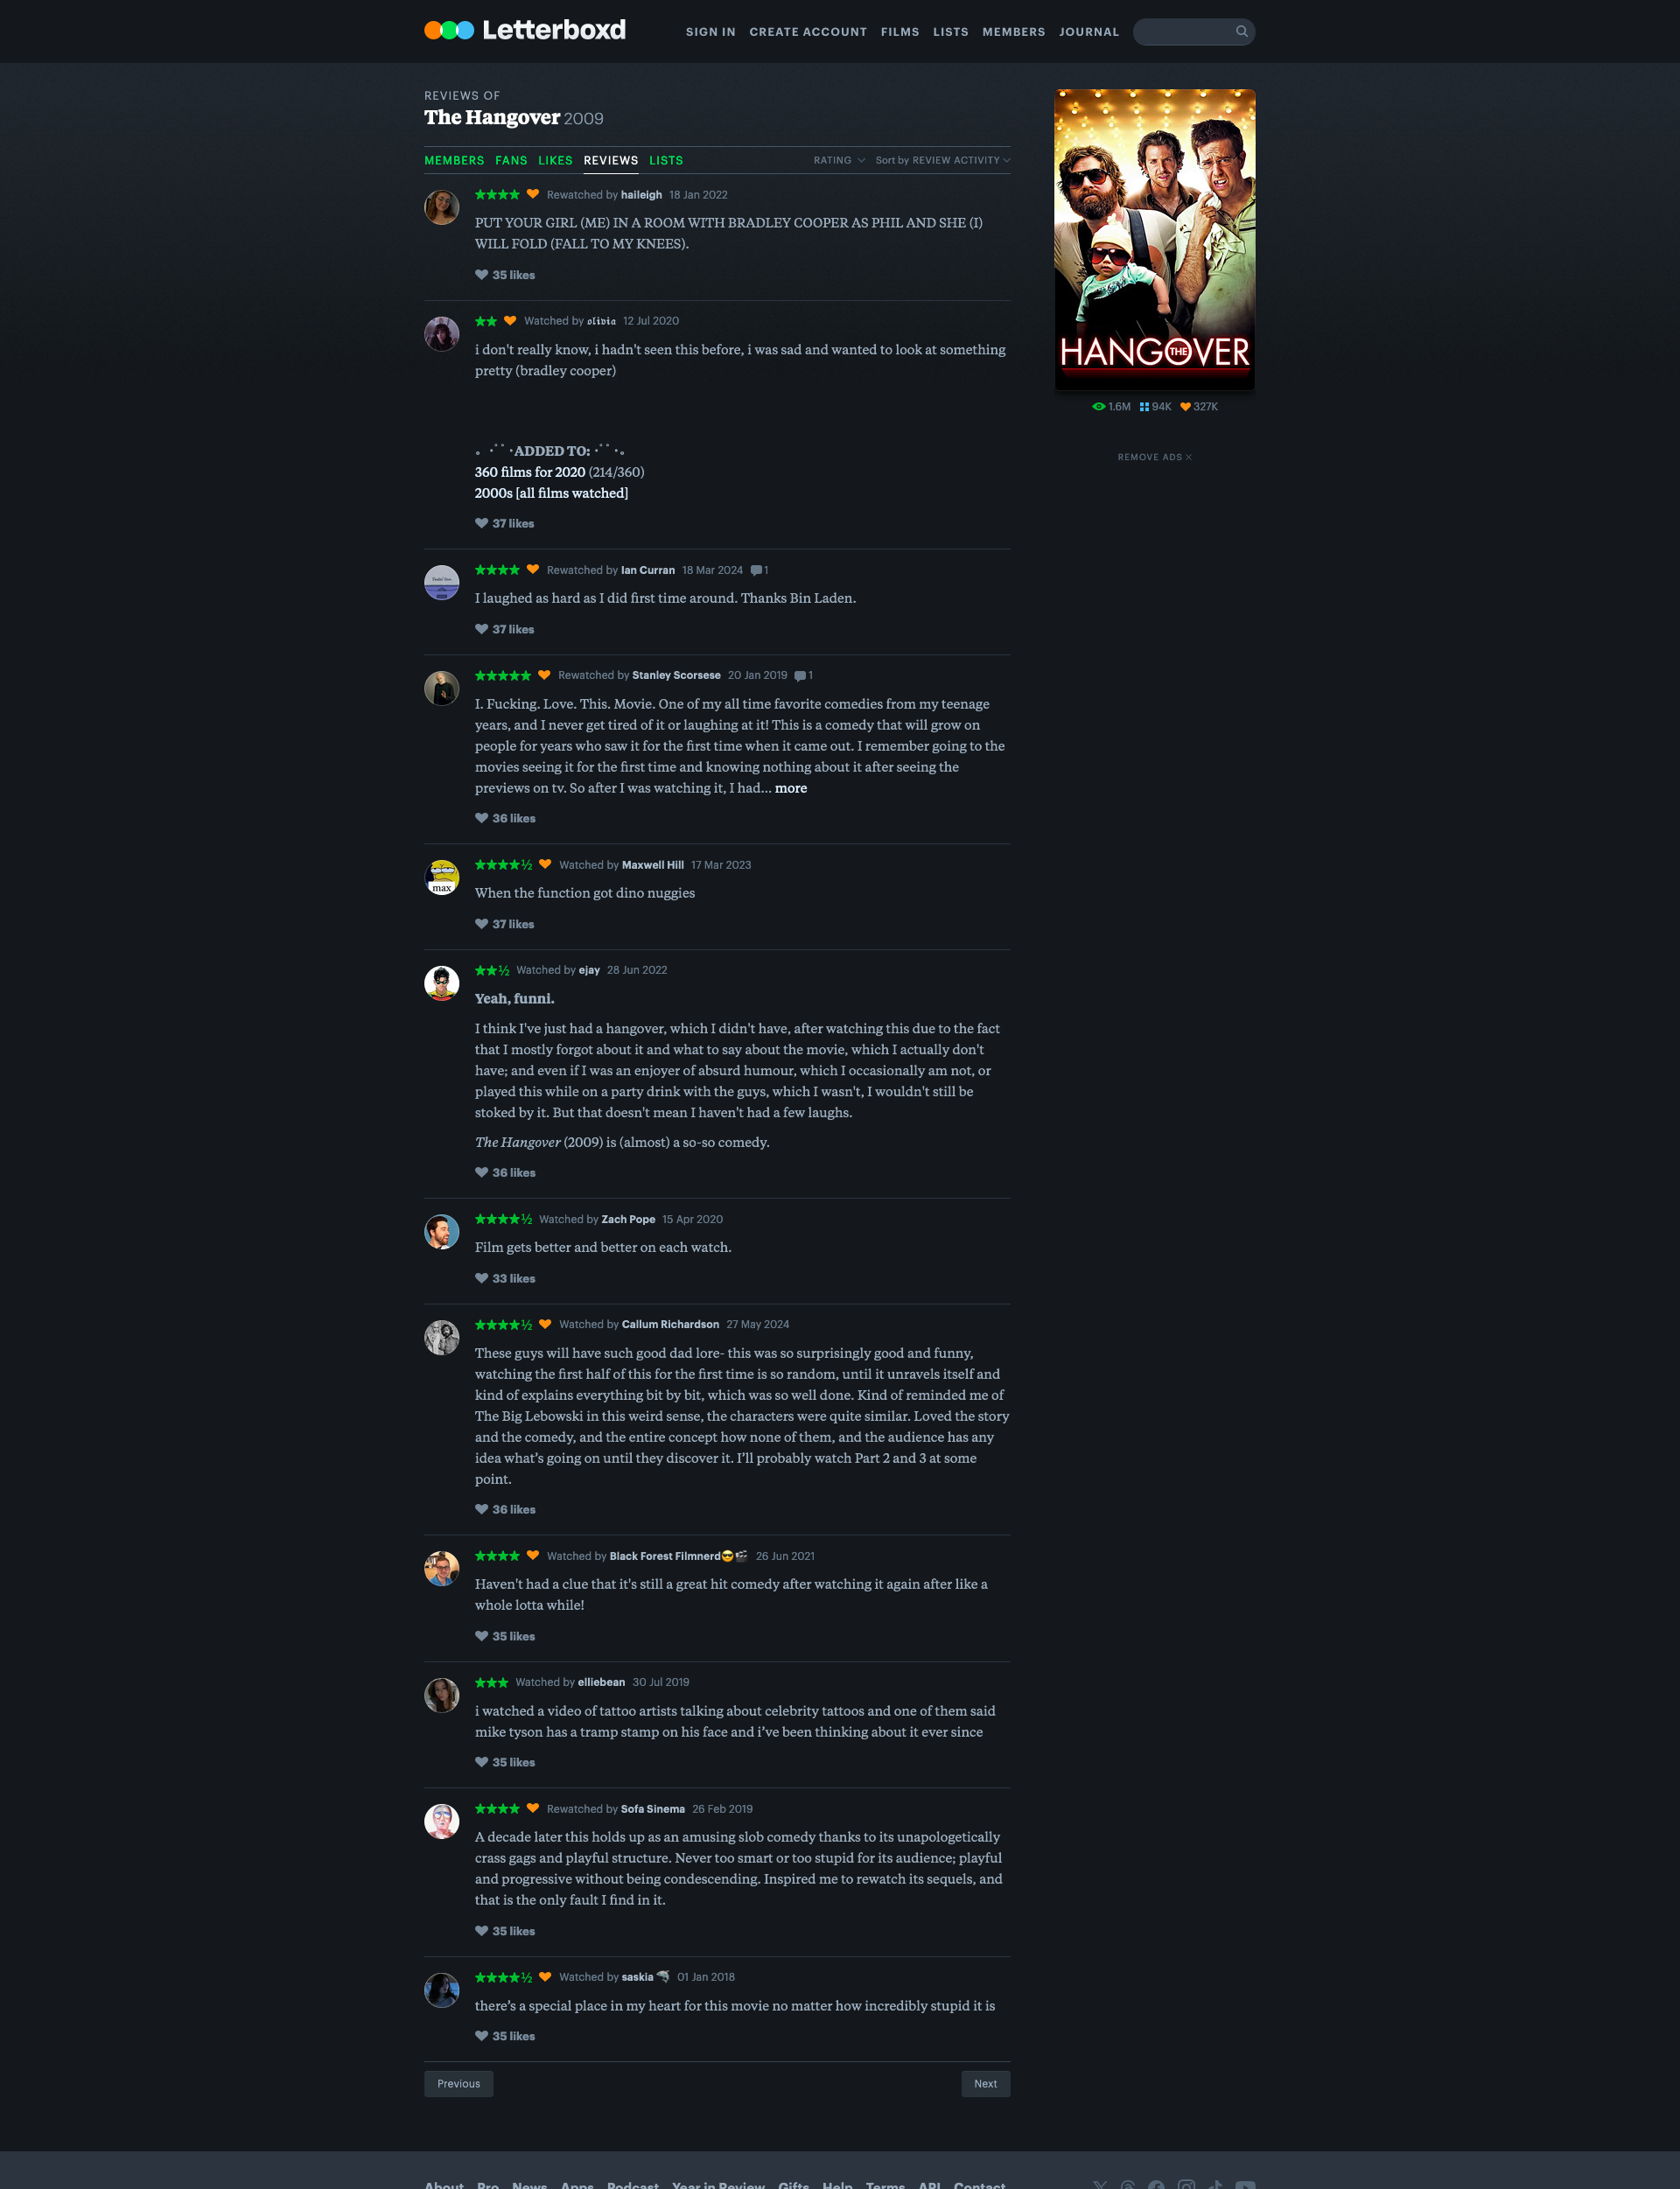 Letterboxd
SIGN IN CREATE ACCOUNT FILMS LISTS MEMBERS JOURNAL
REVIEWS OF
The Hangover 2009
MEMBERS FANS LIKES REVIEWS LISTS
RATING Sort by REVIEW ACTIVITY
★★★★ Rewatched by haileigh 18 Jan 2022
PUT YOUR GIRL (ME) IN A ROOM WITH BRADLEY COOPER AS PHIL AND SHE (I)
WILL FOLD (FALL TO MY KNEES).
35 likes
★★ Watched by 𝖔𝖑𝖎𝖛𝖎𝖆 12 Jul 2020
i don't really know, i hadn't seen this before, i was sad and wanted to look at something
pretty (bradley cooper)
。・ﾟﾟ・ADDED TO:・ﾟﾟ・。
360 films for 2020 (214/360)
2000s [all films watched]
37 likes
★★★★ Rewatched by Ian Curran 18 Mar 2024 1
I laughed as hard as I did first time around. Thanks Bin Laden.
37 likes
★★★★★ Rewatched by Stanley Scorsese 20 Jan 2019 1
I. Fucking. Love. This. Movie. One of my all time favorite comedies from my teenage
years, and I never get tired of it or laughing at it! This is a comedy that will grow on
people for years who saw it for the first time when it came out. I remember going to the
movies seeing it for the first time and knowing nothing about it after seeing the
previews on tv. So after I was watching it, I had… more
36 likes
max
★★★★½ Watched by Maxwell Hill 17 Mar 2023
When the function got dino nuggies
37 likes
★★½ Watched by ejay 28 Jun 2022
Yeah, funni.
I think I've just had a hangover, which I didn't have, after watching this due to the fact
that I mostly forgot about it and what to say about the movie, which I actually don't
have; and even if I was an enjoyer of absurd humour, which I occasionally am not, or
played this while on a party drink with the guys, which I wasn't, I wouldn't still be
stoked by it. But that doesn't mean I haven't had a few laughs.
The Hangover (2009) is (almost) a so-so comedy.
36 likes
★★★★½ Watched by Zach Pope 15 Apr 2020
Film gets better and better on each watch.
33 likes
★★★★½ Watched by Callum Richardson 27 May 2024
These guys will have such good dad lore- this was so surprisingly good and funny,
watching the first half of this for the first time is so random, until it unravels itself and
kind of explains everything bit by bit, which was so well done. Kind of reminded me of
The Big Lebowski in this weird sense, the characters were quite similar. Loved the story
and the comedy, and the entire concept how none of them, and the audience has any
idea what’s going on until they discover it. I’ll probably watch Part 2 and 3 at some
point.
36 likes
★★★★ Watched by Black Forest Filmnerd😎🎬 26 Jun 2021
Haven't had a clue that it's still a great hit comedy after watching it again after like a
whole lotta while!
35 likes
★★★ Watched by elliebean 30 Jul 2019
i watched a video of tattoo artists talking about celebrity tattoos and one of them said
mike tyson has a tramp stamp on his face and i’ve been thinking about it ever since
35 likes
★★★★ Rewatched by Sofa Sinema 26 Feb 2019
A decade later this holds up as an amusing slob comedy thanks to its unapologetically
crass gags and playful structure. Never too smart or too stupid for its audience; playful
and progressive without being condescending. Inspired me to rewatch its sequels, and
that is the only fault I find in it.
35 likes
★★★★½ Watched by saskia 🦈 01 Jan 2018
there’s a special place in my heart for this movie no matter how incredibly stupid it is
35 likes
Previous Next
THE HANGOVER
1.6M 94K 327K
REMOVE ADS
About Pro News Apps Podcast Year in Review Gifts Help Terms API Contact